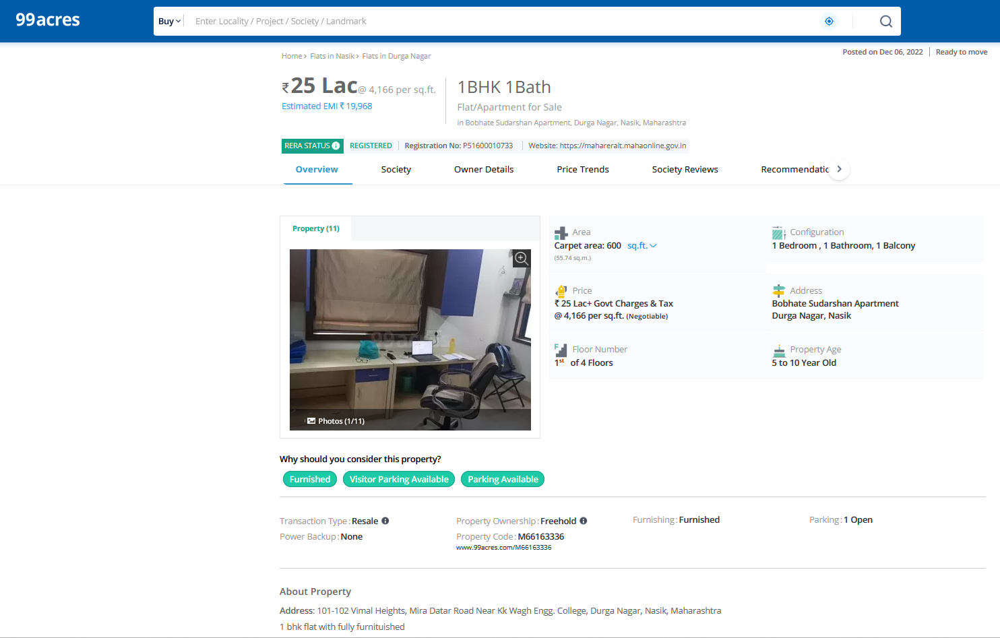 99acres
Buy
Enter Locality / Project / Society / Landmark
Home › Flats in Nasik › Flats in Durga Nagar
Posted on Dec 06, 2022 | Ready to move
₹ 25 Lac @ 4,166 per sq.ft.
Estimated EMI ₹ 19,968
1BHK 1Bath
Flat/Apartment for Sale
in Bobhate Sudarshan Apartment, Durga Nagar, Nasik, Maharashtra
RERA STATUS REGISTERED Registration No: P51600010733 Website: https://maharerait.mahaonline.gov.in
Overview Society Owner Details Price Trends Society Reviews Recommendatic
Property (11)
99acres
Photos (1/11)
Area
Carpet area: 600 sq.ft.
(55.74 sq.m.)
Configuration
1 Bedroom , 1 Bathroom, 1 Balcony
Price
₹ 25 Lac+ Govt Charges & Tax
@ 4,166 per sq.ft. (Negotiable)
Address
Bobhate Sudarshan Apartment
Durga Nagar, Nasik
Floor Number
1st of 4 Floors
Property Age
5 to 10 Year Old
Why should you consider this property?
Furnished Visitor Parking Available Parking Available
Transaction Type : Resale Property Ownership : Freehold Furnishing : Furnished Parking : 1 Open
Power Backup : None Property Code : M66163336
www.99acres.com/M66163336
About Property
Address: 101-102 Vimal Heights, Mira Datar Road Near Kk Wagh Engg. College, Durga Nagar, Nasik, Maharashtra
1 bhk flat with fully furnituished